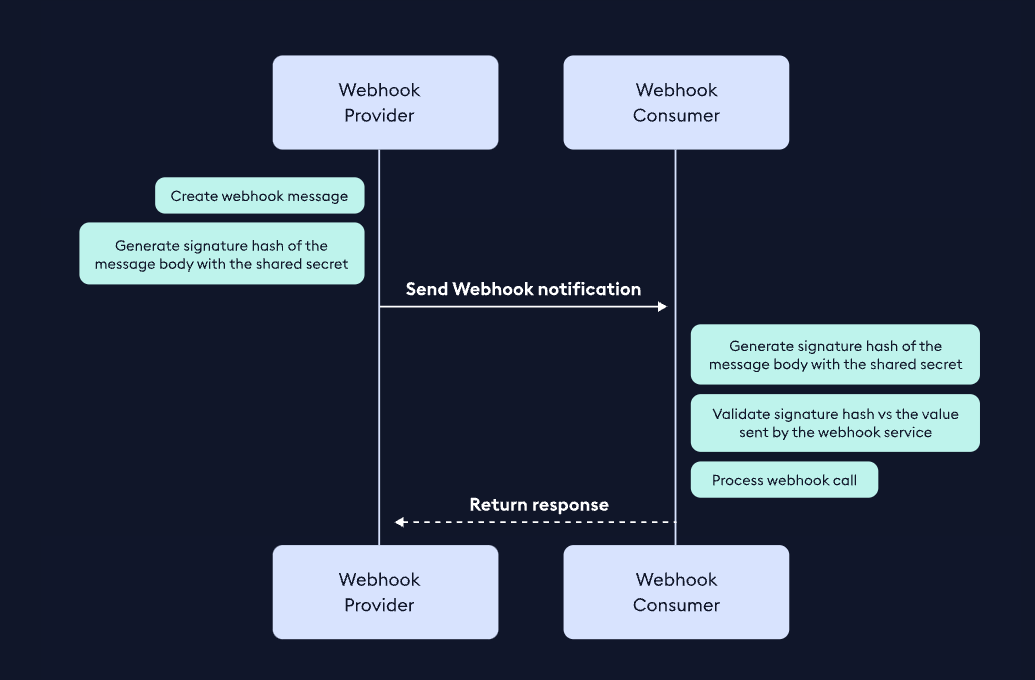 Webhook
Provider
Webhook
Consumer
Create webhook message
Generate signature hash of the
message body with the shared secret
Send Webhook notification
Generate signature hash of the
message body with the shared secret
Validate signature hash vs the value
sent by the webhook service
Process webhook call
Return response
Webhook
Provider
Webhook
Consumer